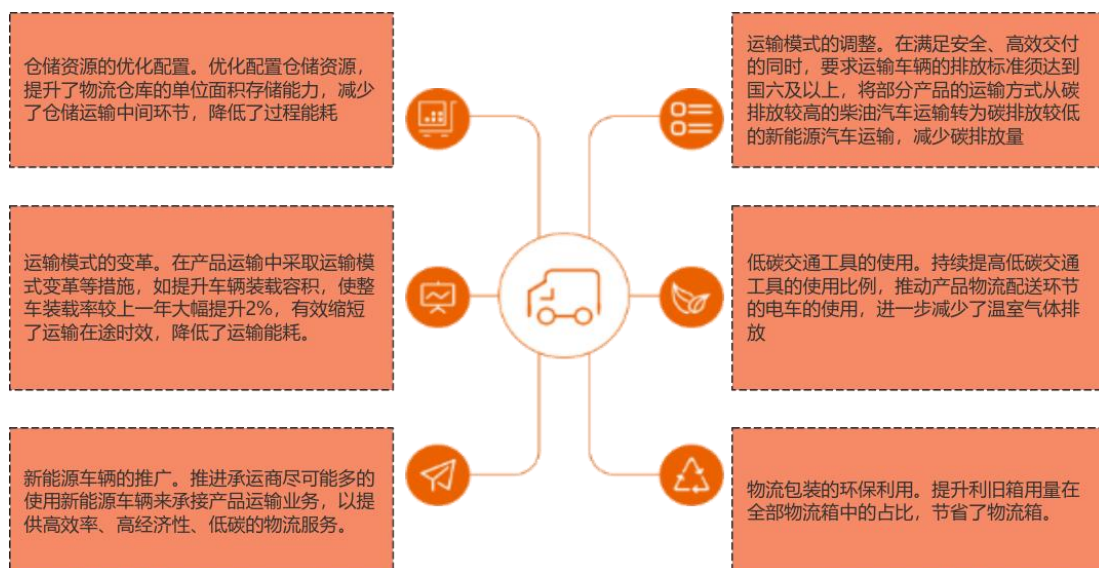 仓储资源的优化配置。优化配置仓储资源，
提升了物流仓库的单位面积存储能力，减少
了仓储运输中间环节，降低了过程能耗
运输模式的变革。在产品运输中采取运输模
式变革等措施，如提升车辆装载容积，使整
车装载率较上一年大幅提升2%，有效缩短
了运输在途时效，降低了运输能耗。
新能源车辆的推广。推进承运商尽可能多的
使用新能源车辆来承接产品运输业务，以提
供高效率、高经济性、低碳的物流服务。
运输模式的调整。在满足安全、高效交付
的同时，要求运输车辆的排放标准须达到
国六及以上，将部分产品的运输方式从碳
排放较高的柴油汽车运输转为碳排放较低
的新能源汽车运输，减少碳排放量
低碳交通工具的使用。持续提高低碳交通
工具的使用比例，推动产品物流配送环节
的电车的使用，进一步减少了温室气体排
放
物流包装的环保利用。提升利旧箱用量在
全部物流箱中的占比，节省了物流箱。